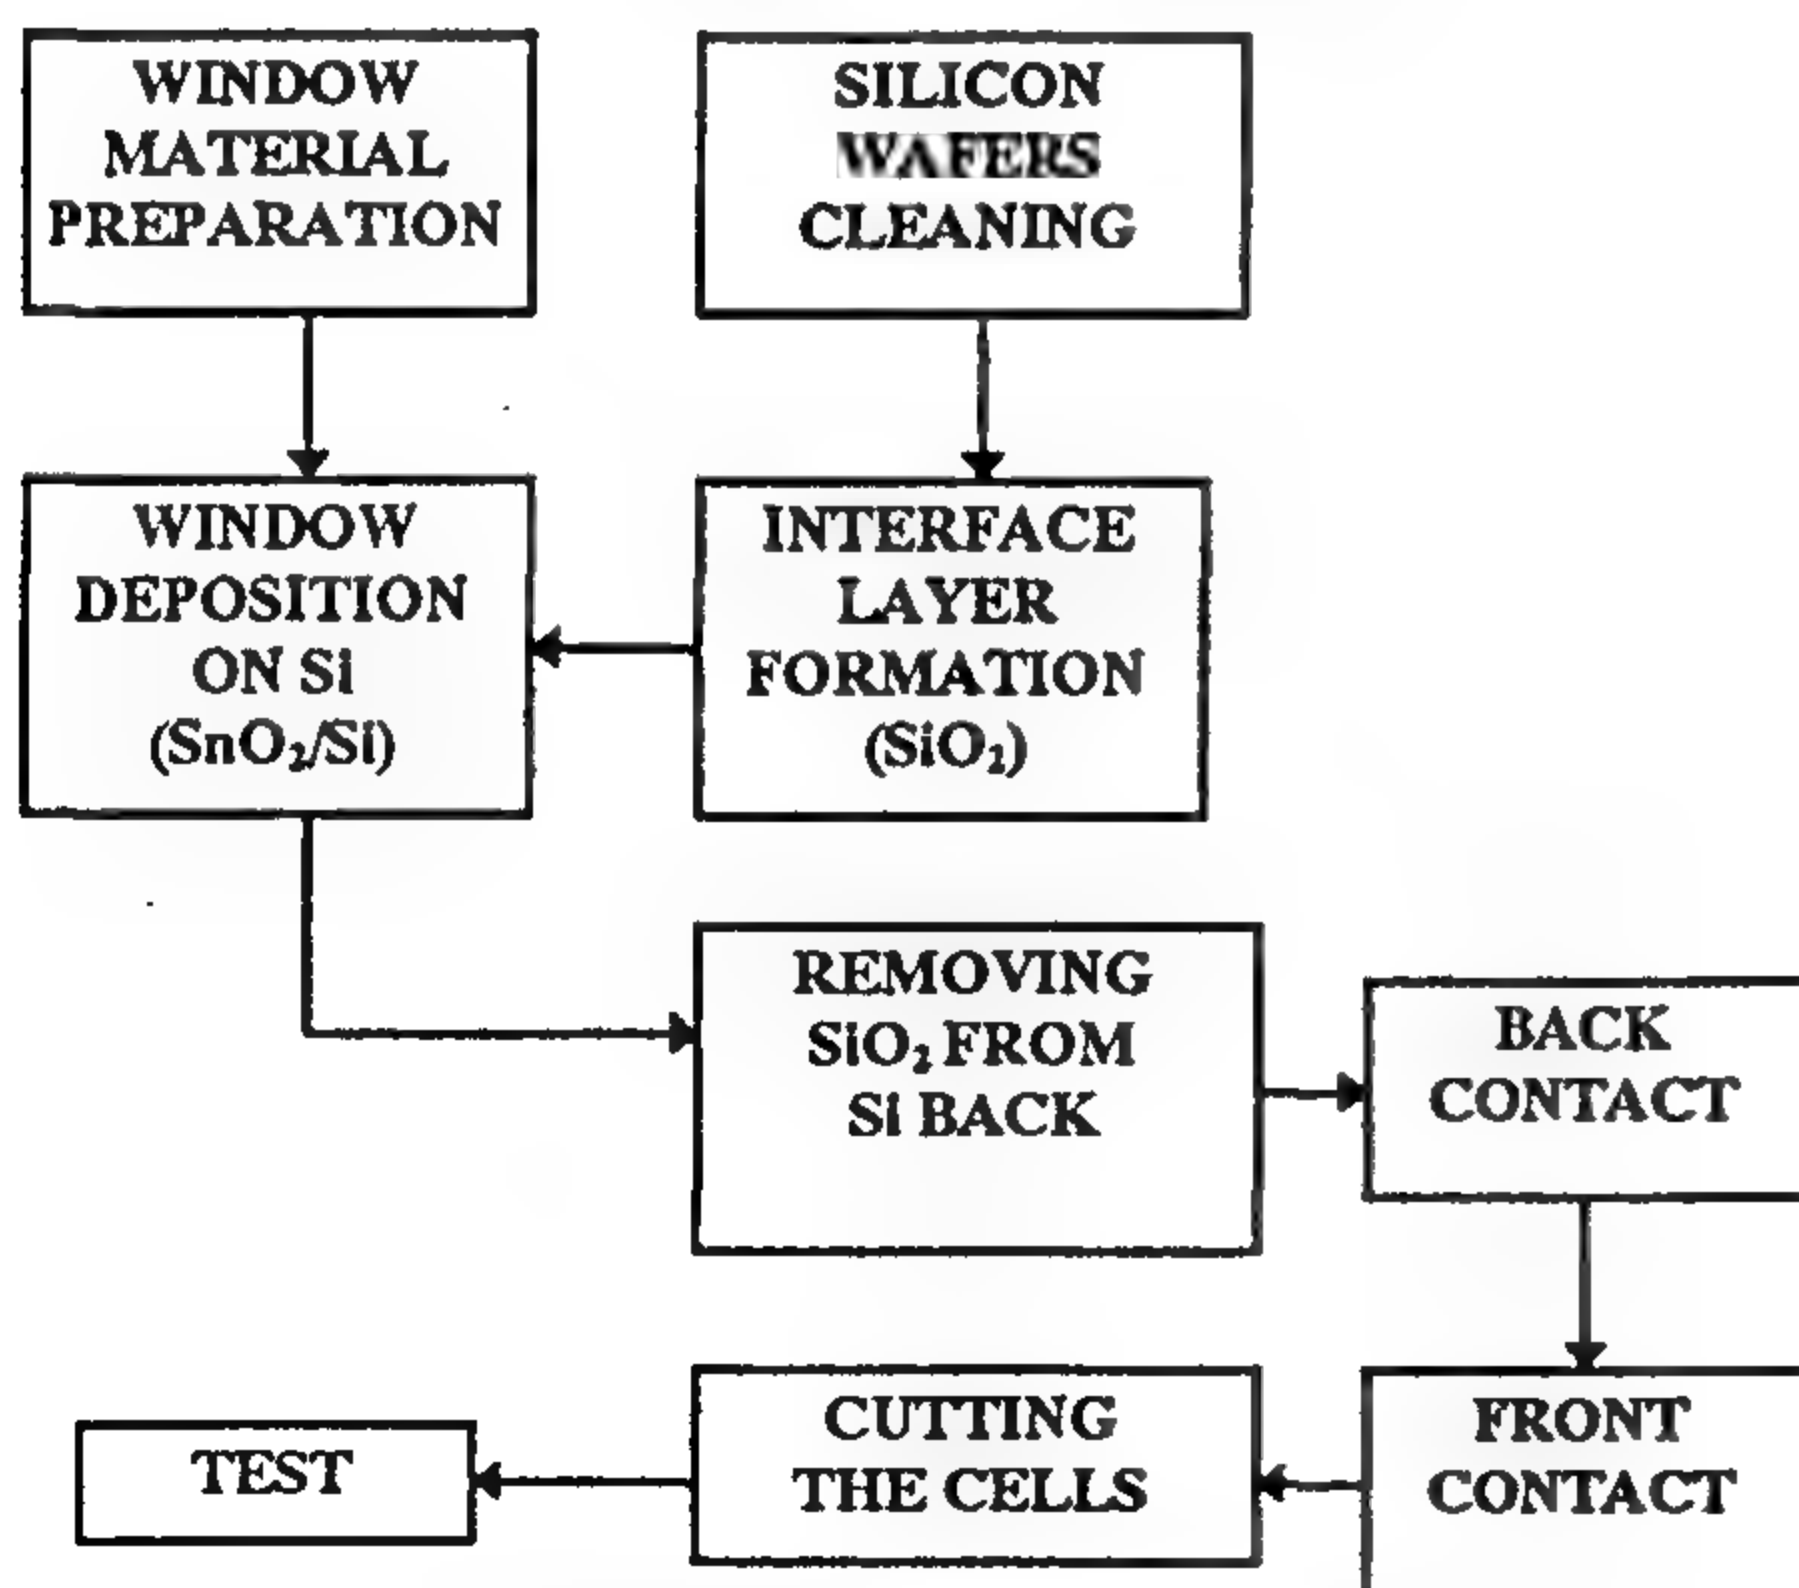 WINDOW
MATERIAL
PREPARATION
SILICON
WAFERS
CLEANING
WINDOW
DEPOSITION
ON Si
(SnO₂/Si)
INTERFACE
LAYER
FORMATION
(SiO₂)
REMOVING
SiO₂ FROM
Si BACK
BACK
CONTACT
FRONT
CONTACT
CUTTING
THE CELLS
TEST